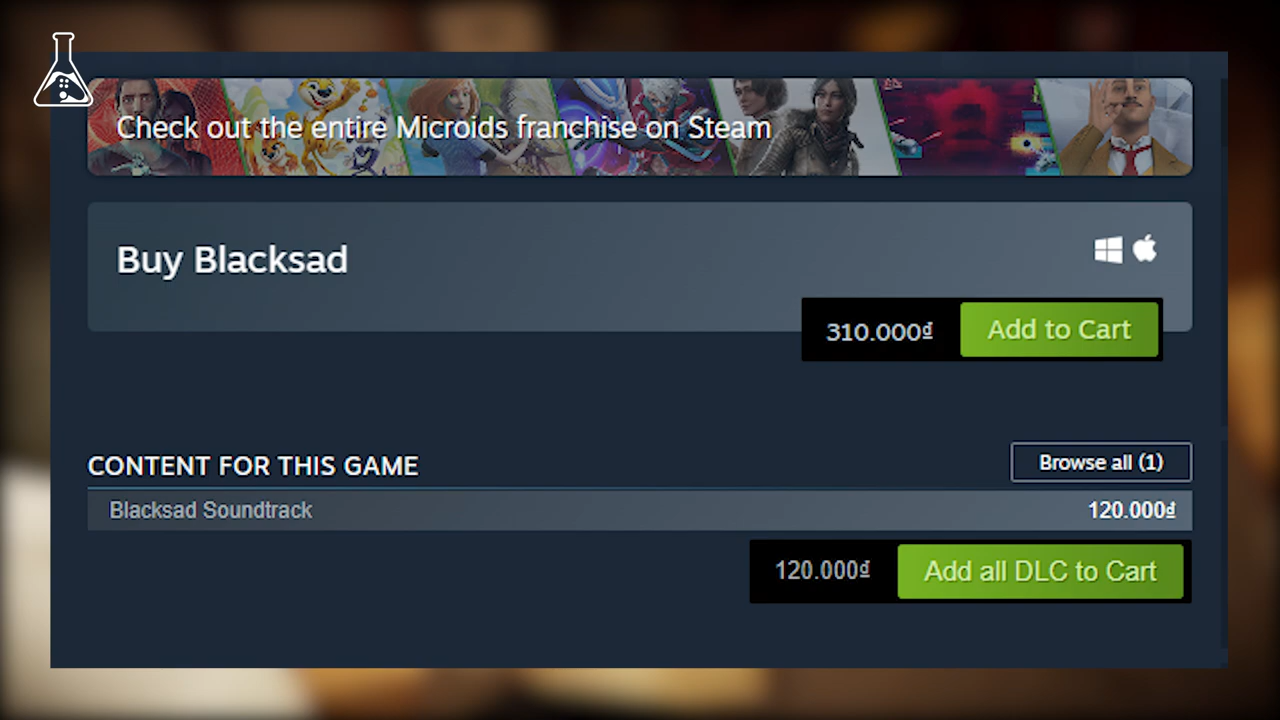 Check out the entire Microids franchise on Steam
Buy Blacksad
310.000₫
Add to Cart
CONTENT FOR THIS GAME
Browse all (1)
Blacksad Soundtrack
120.000₫
120.000₫
Add all DLC to Cart